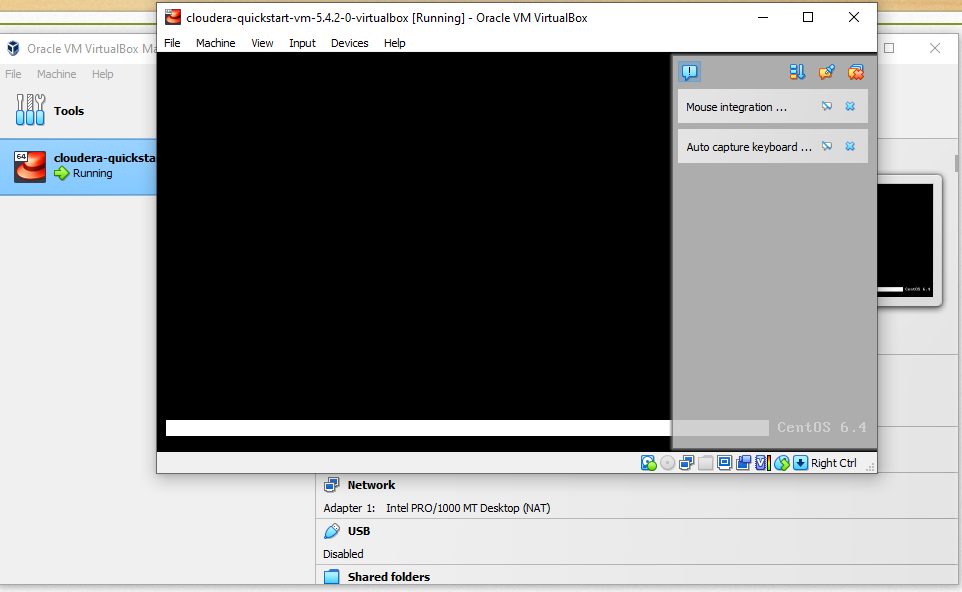 cloudera-quickstart-vm-5.4.2-0-virtualbox [Running] - Oracle VM VirtualBox
File Machine View Input Devices Help
Oracle VM VirtualBox Ma
File Machine Help
Tools
64
cloudera-quicksta
Running
Mouse integration ...
Auto capture keyboard ...
CentOS 6.4
CentOS 6.4
Right Ctrl
Network
Adapter 1: Intel PRO/1000 MT Desktop (NAT)
USB
Disabled
Shared folders